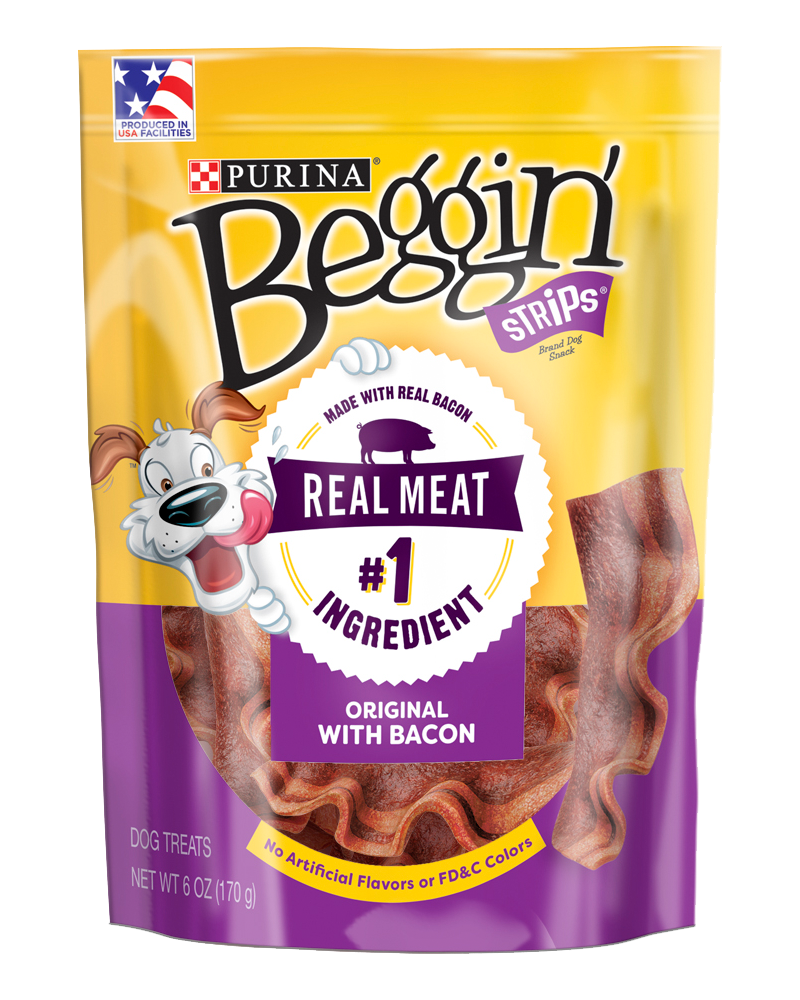 PRODUCED IN
USA FACILITIES
PURINA®
Beggin'
STRIPS®
Brand Dog
Snack
MADE WITH REAL BACON
REAL MEAT
#1
INGREDIENT
TM
ORIGINAL
WITH BACON
No Artificial Flavors or FD&C Colors
DOG TREATS
NET WT 6 OZ (170 g)